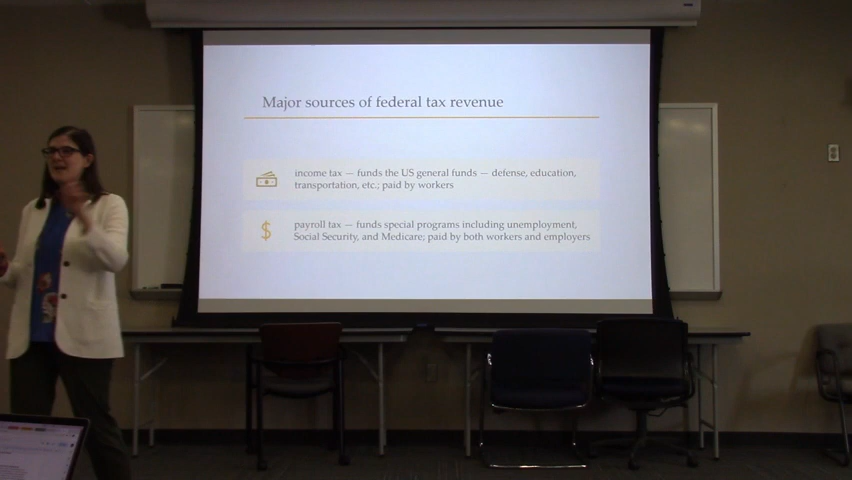 Major sources of federal tax revenue
income tax — funds the US general funds — defense, education,
transportation, etc.; paid by workers
payroll tax — funds special programs including unemployment,
Social Security, and Medicare; paid by both workers and employers